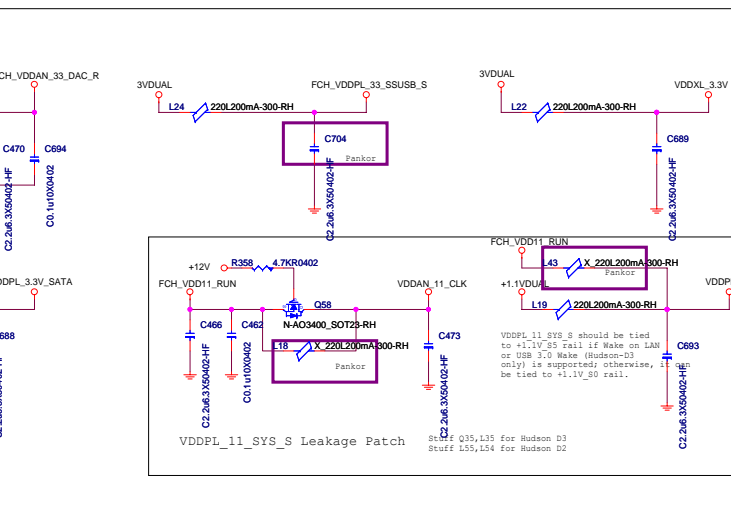 CH_VDDAN_33_DAC_R
3VDUAL
FCH_VDDPL_33_SSUSB_S
3VDUAL
VDDXL_3.3V
L24
220L200mA-300-RH
L22
220L200mA-300-RH
C470
C694
C704
Pankor
C689
C2.2u6.3X50402-HF
C0.1u10X0402
C2.2u6.3X50402-HF
C2.2u6.3X50402-HF
FCH_VDD11_RUN
+12V
R358
4.7KR0402
L43
X_220L200mA-300-RH
Pankor
DDPL_3.3V_SATA
FCH_VDD11_RUN
VDDAN_11_CLK
+1.1VDUAL
VDDP
Q58
N-AO3400_SOT23-RH
L19
220L200mA-300-RH
C466
C462
L18
X_220L200mA-300-RH
Pankor
C473
C693
688
VDDPL_11_SYS_S should be tied
to +1.1V_S5 rail if Wake on LAN
or USB 3.0 Wake (Hudson-D3
only) is supported; otherwise, it can
be tied to +1.1V_S0 rail.
C2.2u6.3X50402-HF
C0.1u10X0402
C2.2u6.3X50402-HF
C2.2u6.3X50402-HF
VDDPL_11_SYS_S Leakage Patch
Stuff Q35,L35 for Hudson D3
Stuff L55,L54 for Hudson D2